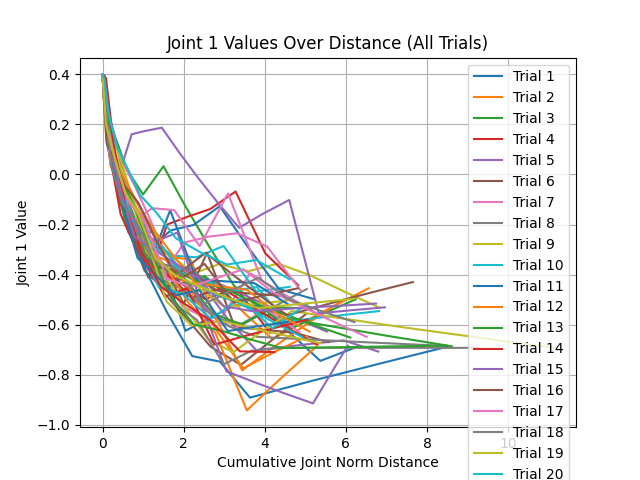 Joint 1 Values Over Distance (All Trials)
Joint 1 Value
0.4
0.2
0.0
−0.2
−0.4
−0.6
−0.8
−1.0
0
2
4
6
8
10
Cumulative Joint Norm Distance
Trial 1
Trial 2
Trial 3
Trial 4
Trial 5
Trial 6
Trial 7
Trial 8
Trial 9
Trial 10
Trial 11
Trial 12
Trial 13
Trial 14
Trial 15
Trial 16
Trial 17
Trial 18
Trial 19
Trial 20